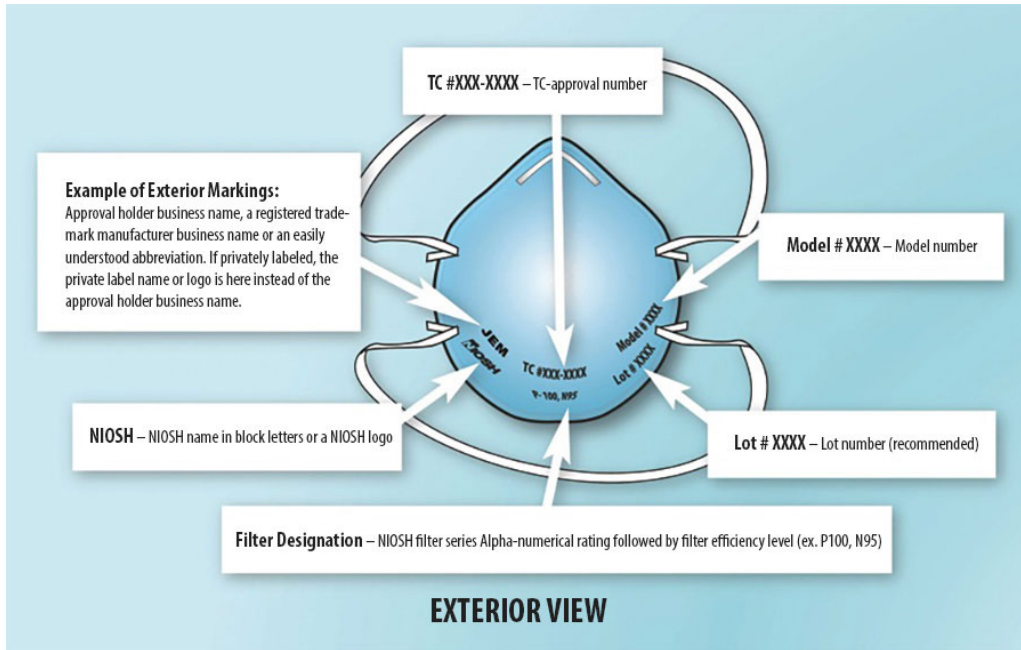 TC #XXX-XXXX – TC-approval number
Example of Exterior Markings:
Approval holder business name, a registered trade-
mark manufacturer business name or an easily
understood abbreviation. If privately labeled, the
private label name or logo is here instead of the
approval holder business name.
Model # XXXX – Model number
JEM
NIOSH
TC #XXX-XXXX
P- 100, N95
Model # XXXX
Lot # XXXX
NIOSH – NIOSH name in block letters or a NIOSH logo
Lot # XXXX – Lot number (recommended)
Filter Designation – NIOSH filter series Alpha-numerical rating followed by filter efficiency level (ex. P100, N95)
EXTERIOR VIEW